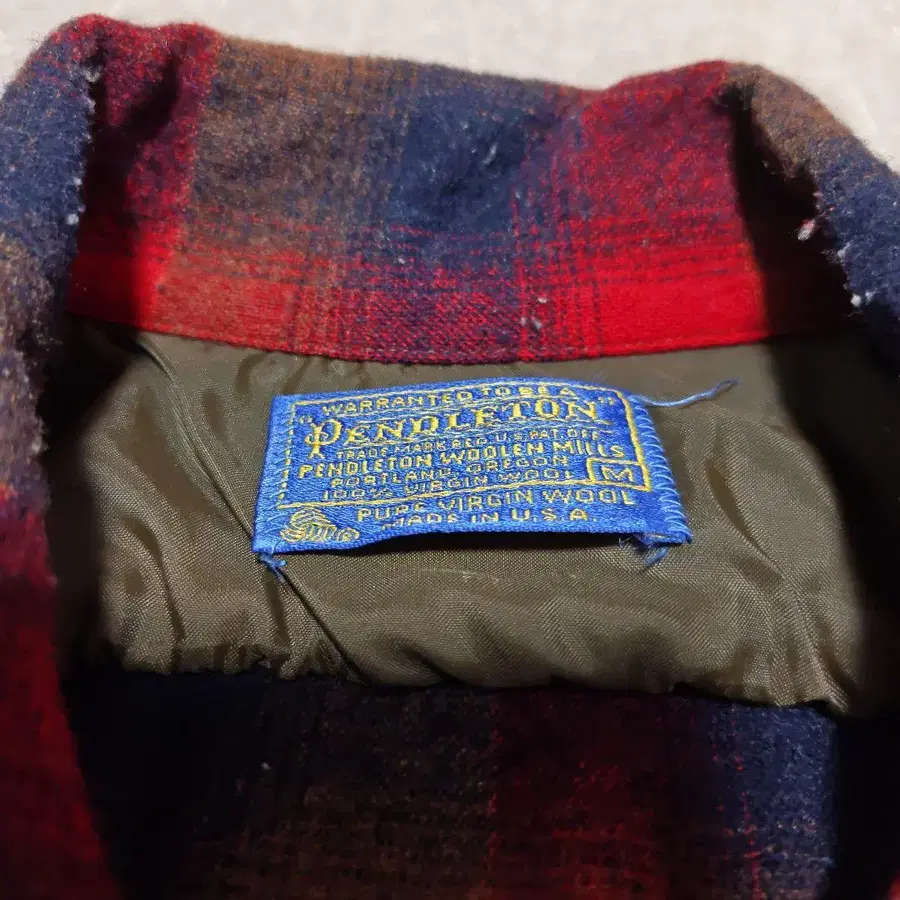 WARRANTED TO BE A
"PENDLETON"
TRADE MARK REG. U.S. PAT. OFF.
PENDLETON WOOLEN MILLS
PORTLAND, OREGON
100% VIRGIN WOOL M
PURE VIRGIN WOOL
MADE IN U.S.A.